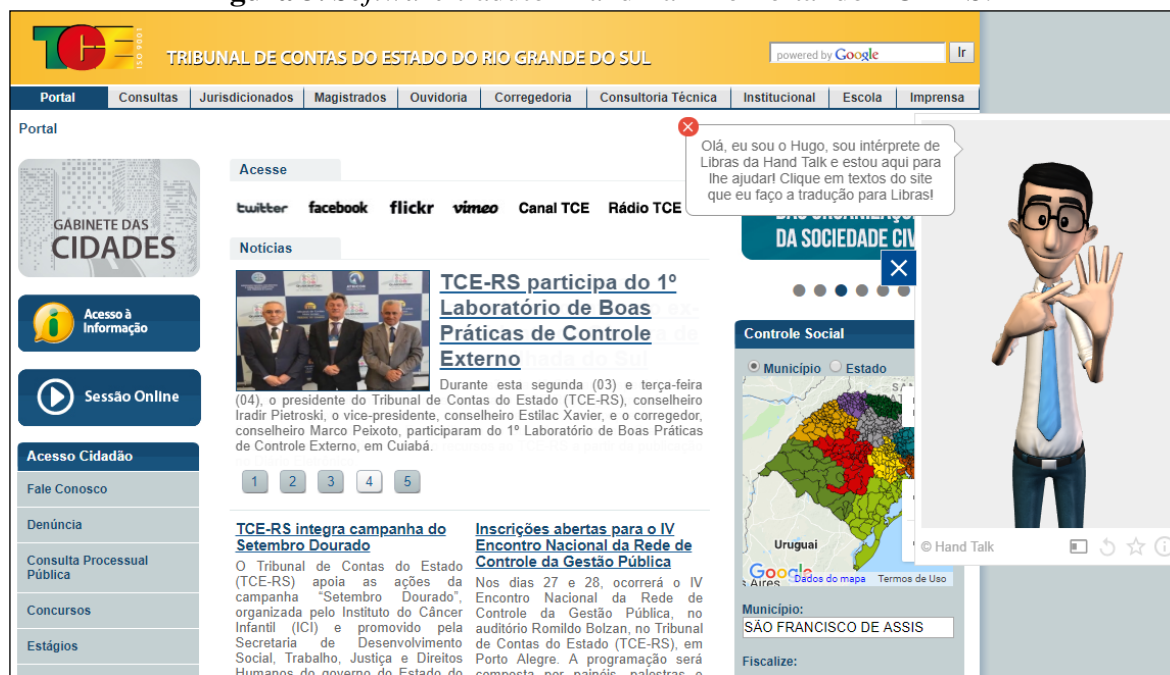 TCE
ISO 9001
TRIBUNAL DE CONTAS DO ESTADO DO RIO GRANDE DO SUL
powered by Google
Ir
Portal Consultas Jurisdicionados Magistrados Ouvidoria Corregedoria Consultoria Técnica Institucional Escola Imprensa
Portal
Olá, eu sou o Hugo, sou intérprete de
Libras da Hand Talk e estou aqui para
lhe ajudar! Clique em textos do site
que eu faço a tradução para Libras!
GABINETE DAS
CIDADES
Acesso à
Informação
Sessão Online
Acesso Cidadão
Fale Conosco
Denúncia
Consulta Processual
Pública
Concursos
Estágios
Acesse
twitter facebook flickr vimeo Canal TCE Rádio TCE
Notícias
TCE-RS participa do 1º
Laboratório de Boas
Práticas de Controle
Externo
Durante esta segunda (03) e terça-feira
(04), o presidente do Tribunal de Contas do Estado (TCE-RS), conselheiro
Iradir Pietroski, o vice-presidente, conselheiro Estilac Xavier, e o corregedor,
conselheiro Marco Peixoto, participaram do 1º Laboratório de Boas Práticas
de Controle Externo, em Cuiabá.
1 2 3 4 5
TCE-RS integra campanha do
Setembro Dourado
O Tribunal de Contas do Estado
(TCE-RS) apoia as ações da
campanha "Setembro Dourado",
organizada pelo Instituto do Câncer
Infantil (ICI) e promovido pela
Secretaria de Desenvolvimento
Social, Trabalho, Justiça e Direitos
Humanos do governo do Estado do
Inscrições abertas para o IV
Encontro Nacional da Rede de
Controle da Gestão Pública
Nos dias 27 e 28, ocorrerá o IV
Encontro Nacional da Rede de
Controle da Gestão Pública, no
auditório Romildo Bolzan, no Tribunal
de Contas do Estado (TCE-RS), em
Porto Alegre. A programação será
composta por painéis, palestras e
DA SOCIEDADE CIV
Controle Social
Município Estado
Uruguai
Google
Aires Dados do mapa Termos de Uso
Município:
SÃO FRANCISCO DE ASSIS
Fiscalize:
© Hand Talk